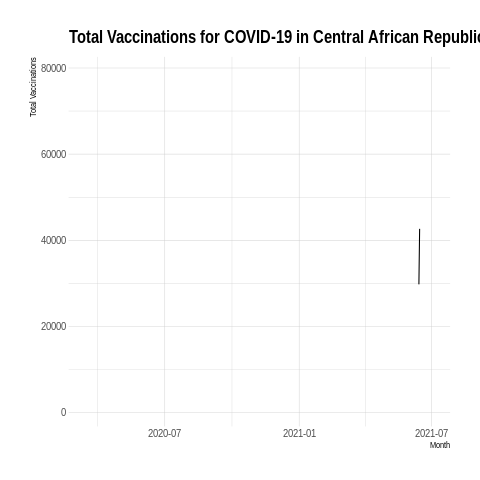 Total Vaccinations for COVID-19 in Central African Republic
Total Vaccinations
80000
60000
40000
20000
0
2020-07
2021-01
2021-07
Month